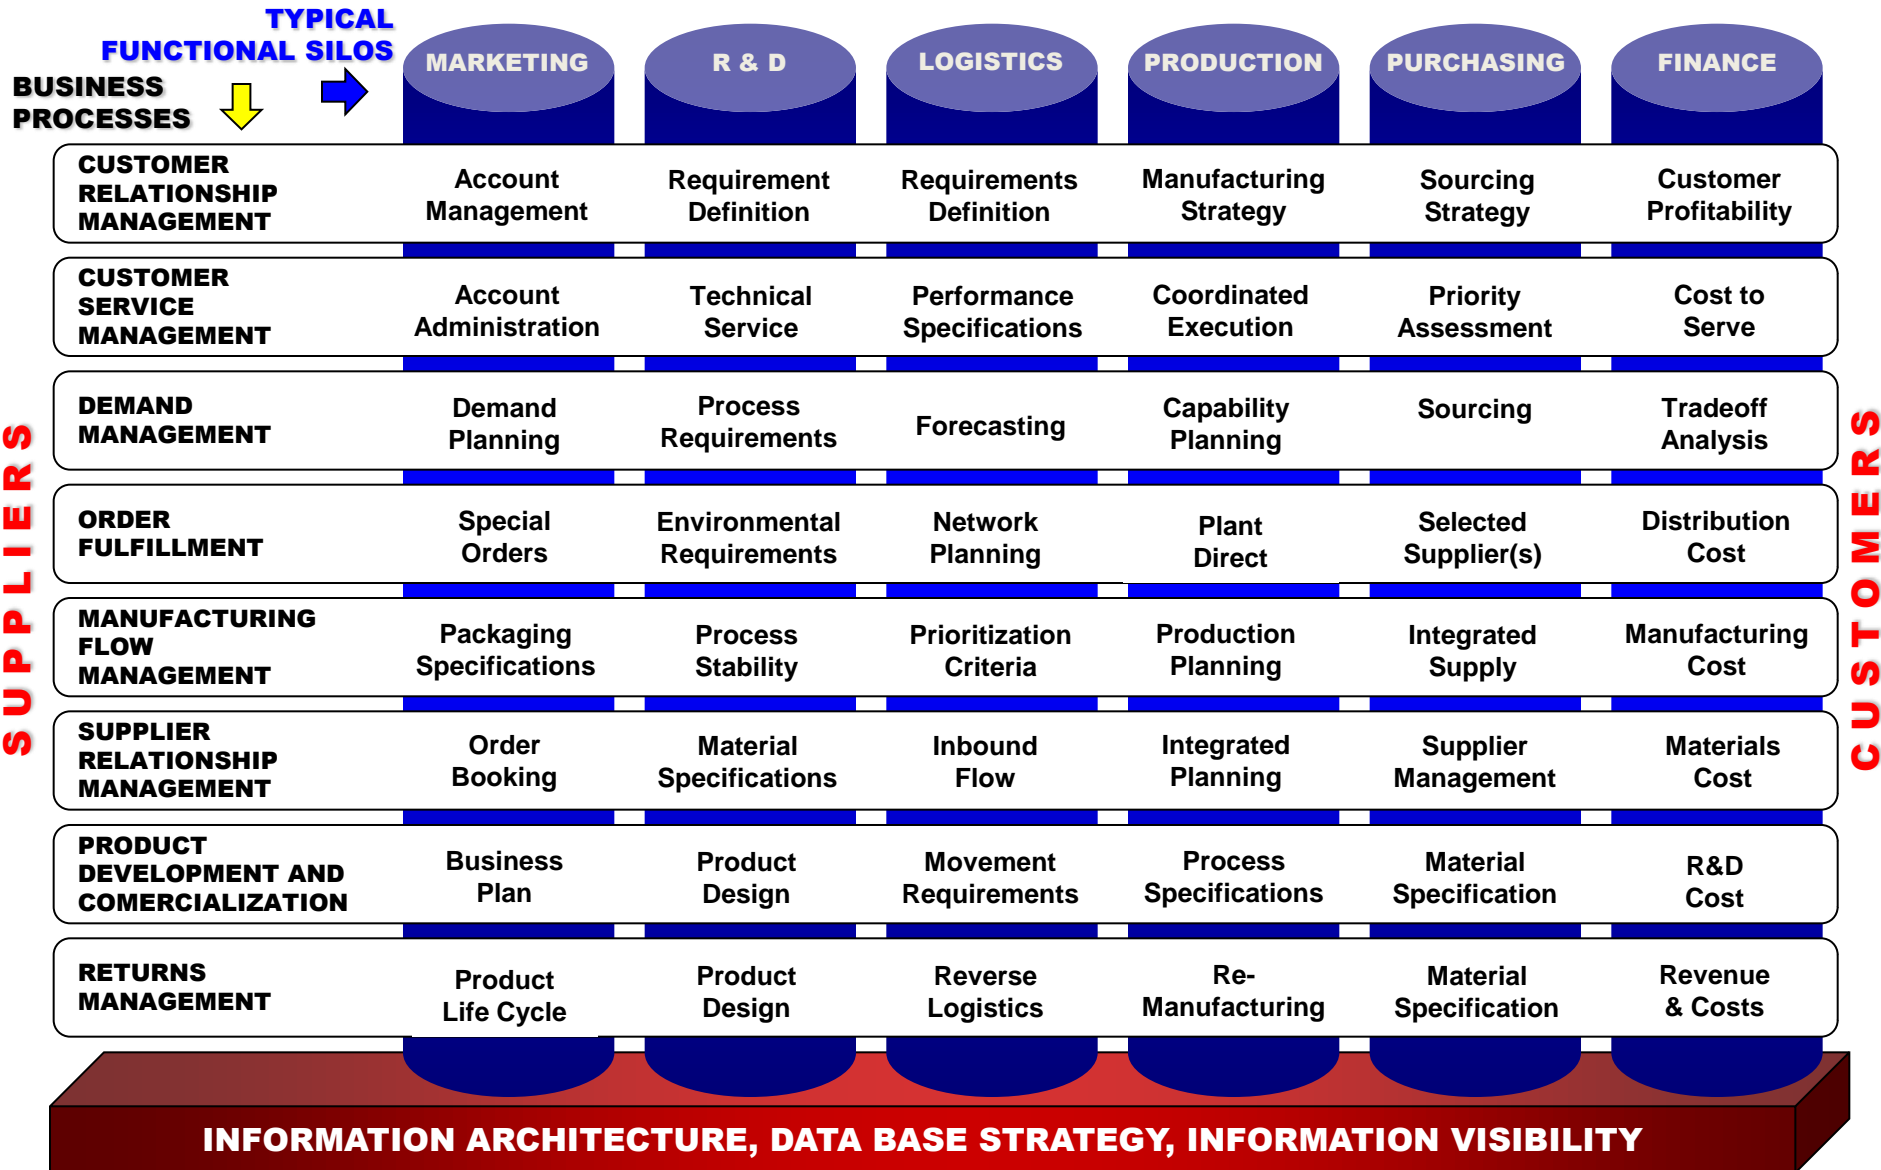 TYPICAL
FUNCTIONAL SILOS
BUSINESS
PROCESSES
MARKETING
R & D
LOGISTICS
PRODUCTION
PURCHASING
FINANCE
SUPPLIERS
CUSTOMER
RELATIONSHIP
MANAGEMENT
Account
Management
Requirement
Definition
Requirements
Definition
Manufacturing
Strategy
Sourcing
Strategy
Customer
Profitability
CUSTOMER
SERVICE
MANAGEMENT
Account
Administration
Technical
Service
Performance
Specifications
Coordinated
Execution
Priority
Assessment
Cost to
Serve
DEMAND
MANAGEMENT
Demand
Planning
Process
Requirements
Forecasting
Capability
Planning
Sourcing
Tradeoff
Analysis
ORDER
FULFILLMENT
Special
Orders
Environmental
Requirements
Network
Planning
Plant
Direct
Selected
Supplier(s)
Distribution
Cost
MANUFACTURING
FLOW
MANAGEMENT
Packaging
Specifications
Process
Stability
Prioritization
Criteria
Production
Planning
Integrated
Supply
Manufacturing
Cost
SUPPLIER
RELATIONSHIP
MANAGEMENT
Order
Booking
Material
Specifications
Inbound
Flow
Integrated
Planning
Supplier
Management
Materials
Cost
PRODUCT
DEVELOPMENT AND
COMERCIALIZATION
Business
Plan
Product
Design
Movement
Requirements
Process
Specifications
Material
Specification
R&D
Cost
RETURNS
MANAGEMENT
Product
Life Cycle
Product
Design
Reverse
Logistics
Re-
Manufacturing
Material
Specification
Revenue
& Costs
CUSTOMERS
INFORMATION ARCHITECTURE, DATA BASE STRATEGY, INFORMATION VISIBILITY